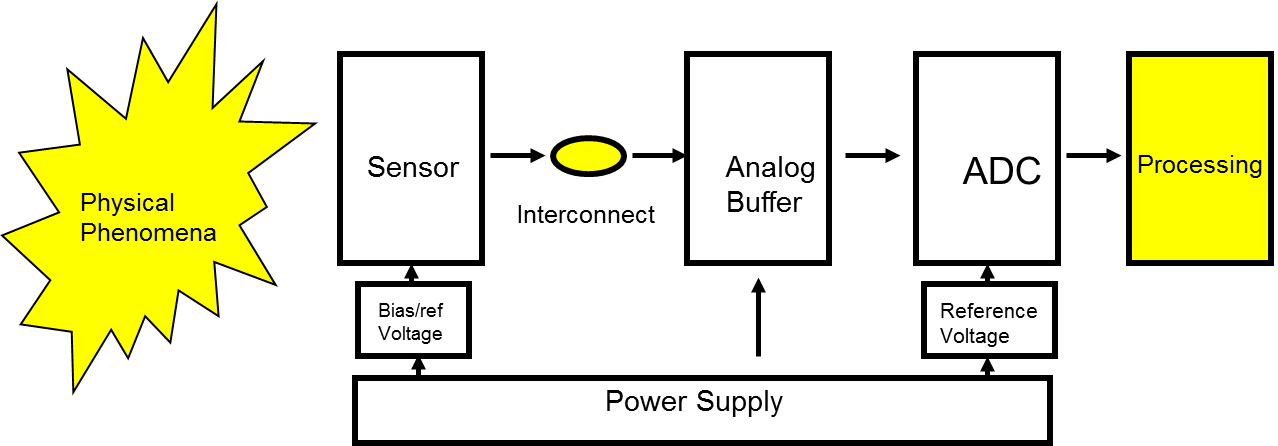 Physical
Phenomena
Sensor
Interconnect
Analog
Buffer
ADC
Processing
Bias/ref
Voltage
Reference
Voltage
Power Supply